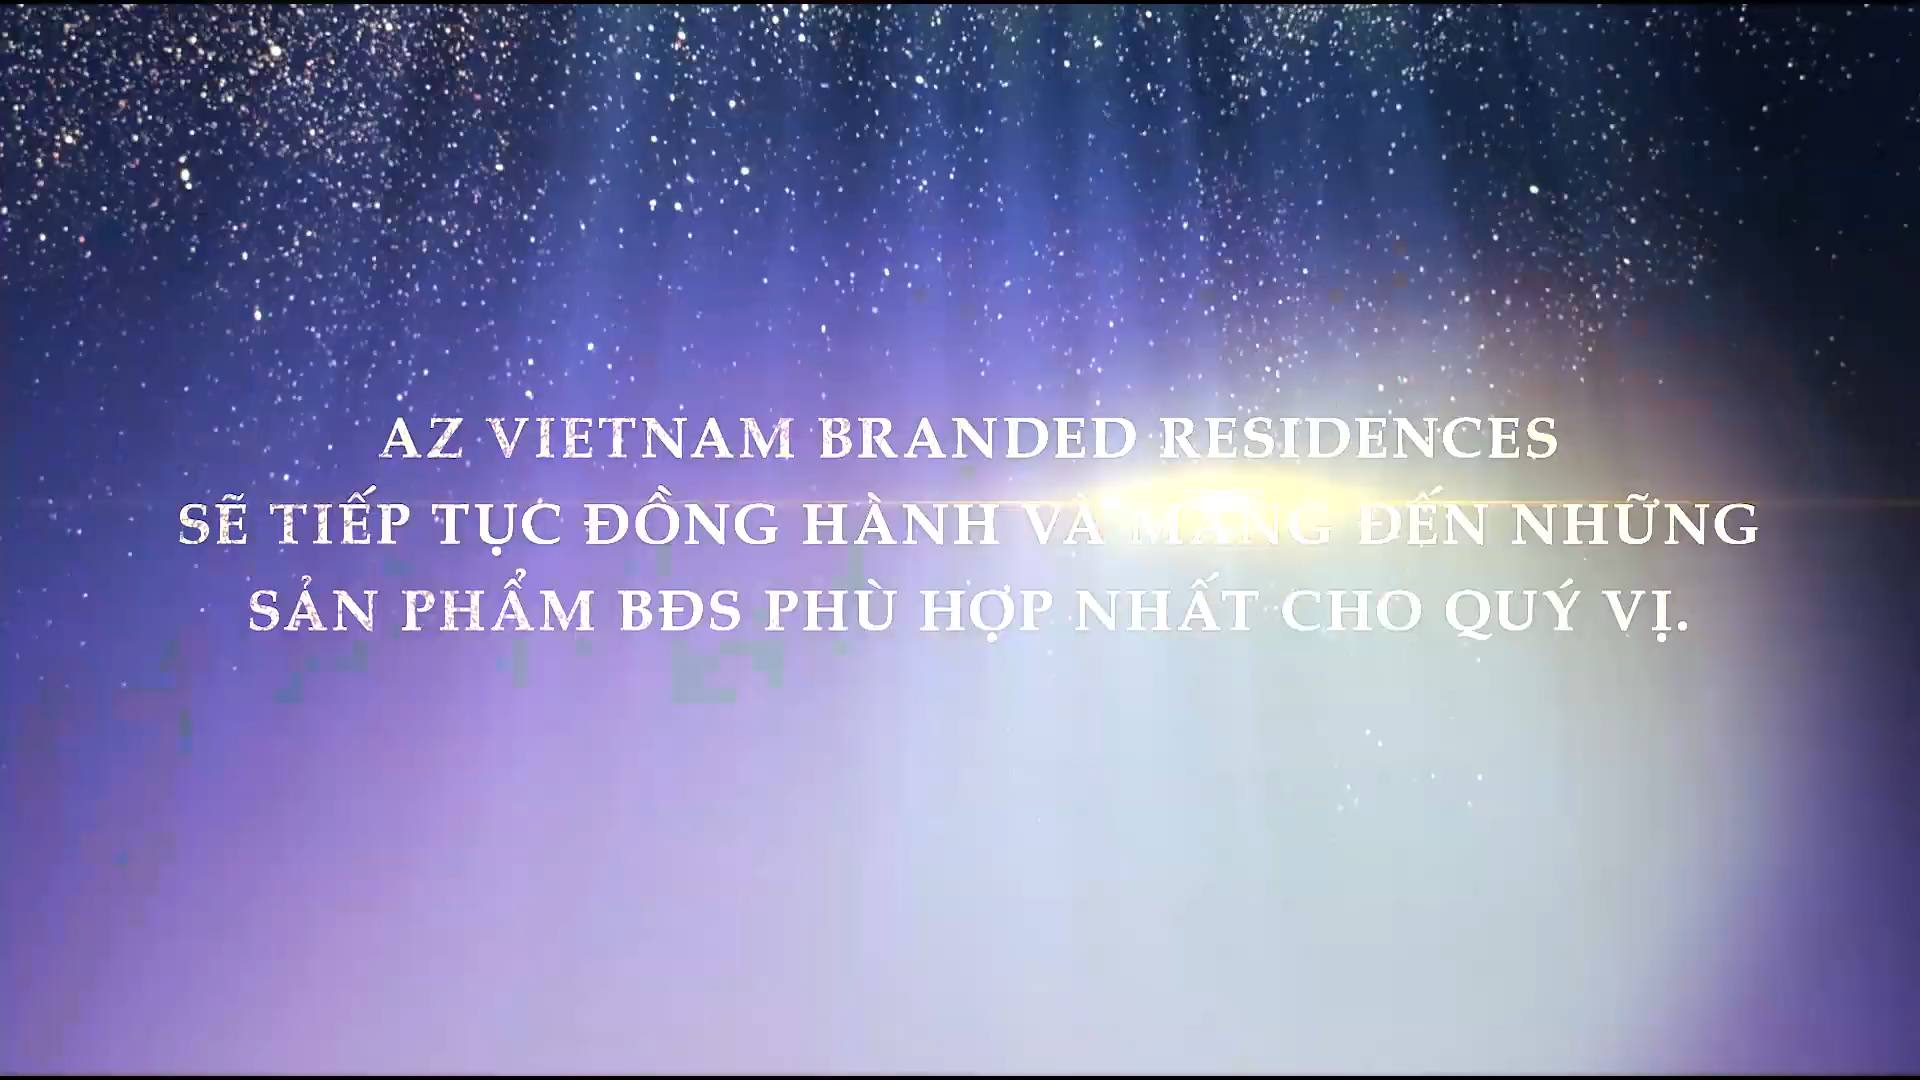 AZ VIETNAM BRANDED RESIDENCES
SẼ TIẾP TỤC ĐỒNG HÀNH VÀ MANG ĐẾN NHỮNG
SẢN PHẨM BĐS PHÙ HỢP NHẤT CHO QUÝ VỊ.